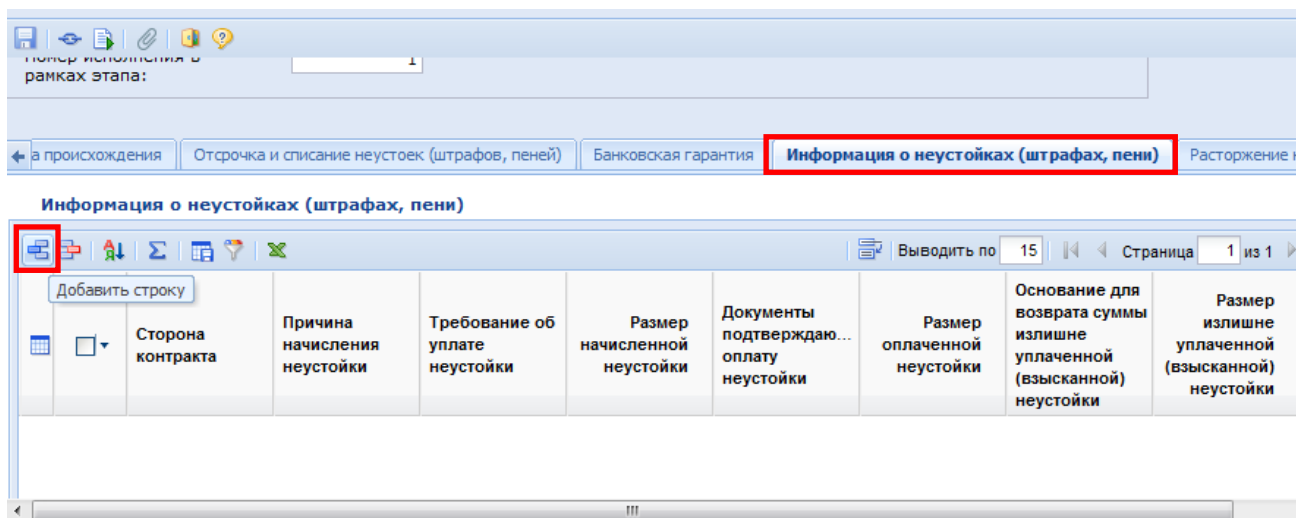 рамках этапа:
1
а происхождения
Отсрочка и списание неустоек (штрафов, пеней)
Банковская гарантия
Информация о неустойках (штрафах, пени)
Расторжение
Информация о неустойках (штрафах, пени)
Выводить по 15 Страница 1 из 1
Добавить строку
Сторона
контракта
Причина
начисления
неустойки
Требование об
уплате
неустойки
Размер
начисленной
неустойки
Документы
подтверждаю...
оплату
неустойки
Размер
оплаченной
неустойки
Основание для
возврата суммы
излишне
уплаченной
(взысканной)
неустойки
Размер
излишне
уплаченной
(взысканной)
неустойки